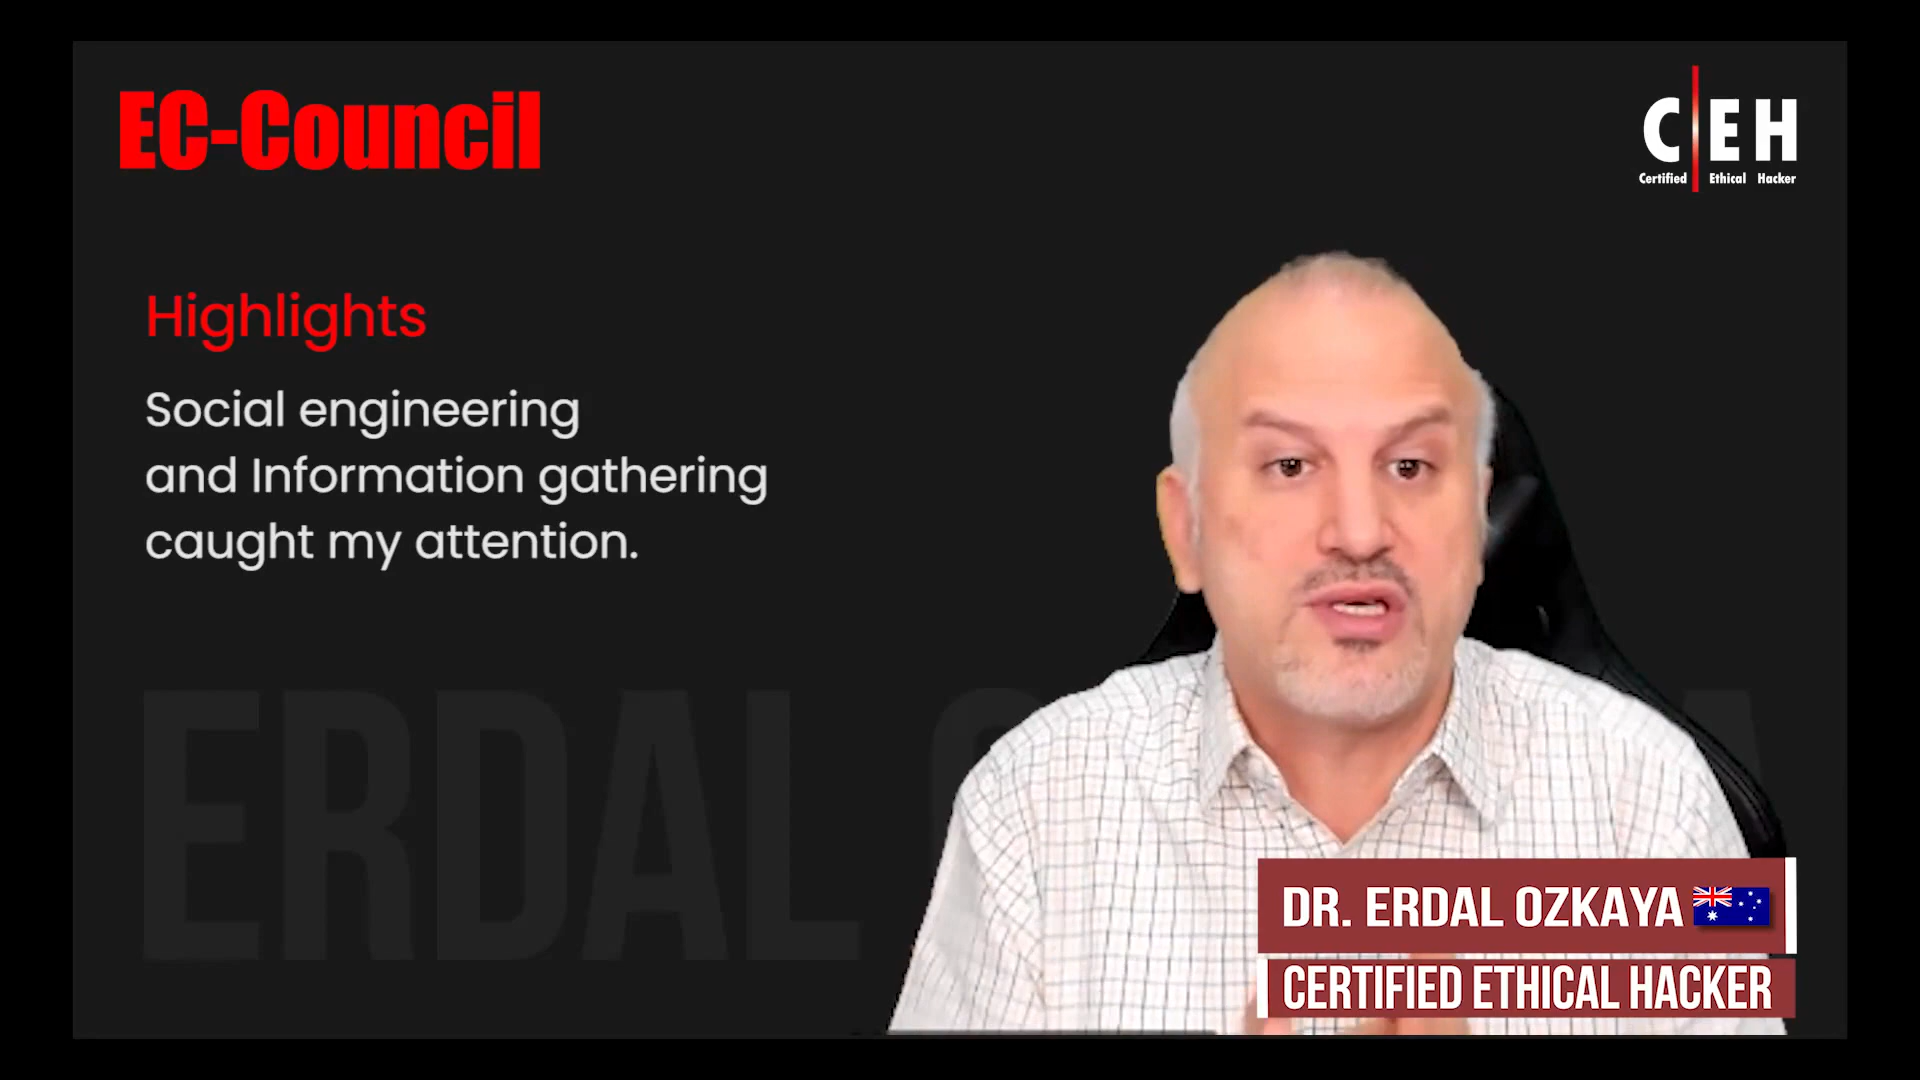 EC-Council
C EH
Certified Ethical Hacker
Highlights
Social engineering
and Information gathering
caught my attention.
ERDAL
DR. ERDAL OZKAYA
CERTIFIED ETHICAL HACKER